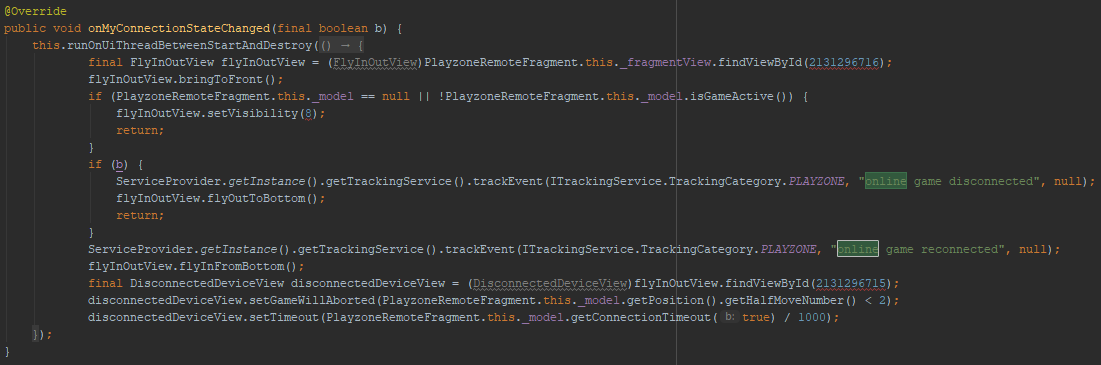 @Override
public void onMyConnectionStateChanged(final boolean b) {
this.runOnUiThreadBetweenStartAndDestroy(() → {
final FlyInOutView flyInOutView = (FlyInOutView)PlayzoneRemoteFragment.this._fragmentView.findViewById(2131296716);
flyInOutView.bringToFront();
if (PlayzoneRemoteFragment.this._model == null || !PlayzoneRemoteFragment.this._model.isGameActive()) {
flyInOutView.setVisibility(8);
return;
}
if (b) {
ServiceProvider.getInstance().getTrackingService().trackEvent(ITrackingService.TrackingCategory.PLAYZONE, "online game disconnected", null);
flyInOutView.flyOutToBottom();
return;
}
ServiceProvider.getInstance().getTrackingService().trackEvent(ITrackingService.TrackingCategory.PLAYZONE, "online game reconnected", null);
flyInOutView.flyInFromBottom();
final DisconnectedDeviceView disconnectedDeviceView = (DisconnectedDeviceView)flyInOutView.findViewById(2131296715);
disconnectedDeviceView.setGameWillAborted(PlayzoneRemoteFragment.this._model.getPosition().getHalfMoveNumber() < 2);
disconnectedDeviceView.setTimeout(PlayzoneRemoteFragment.this._model.getConnectionTimeout( b: true) / 1000);
});
}